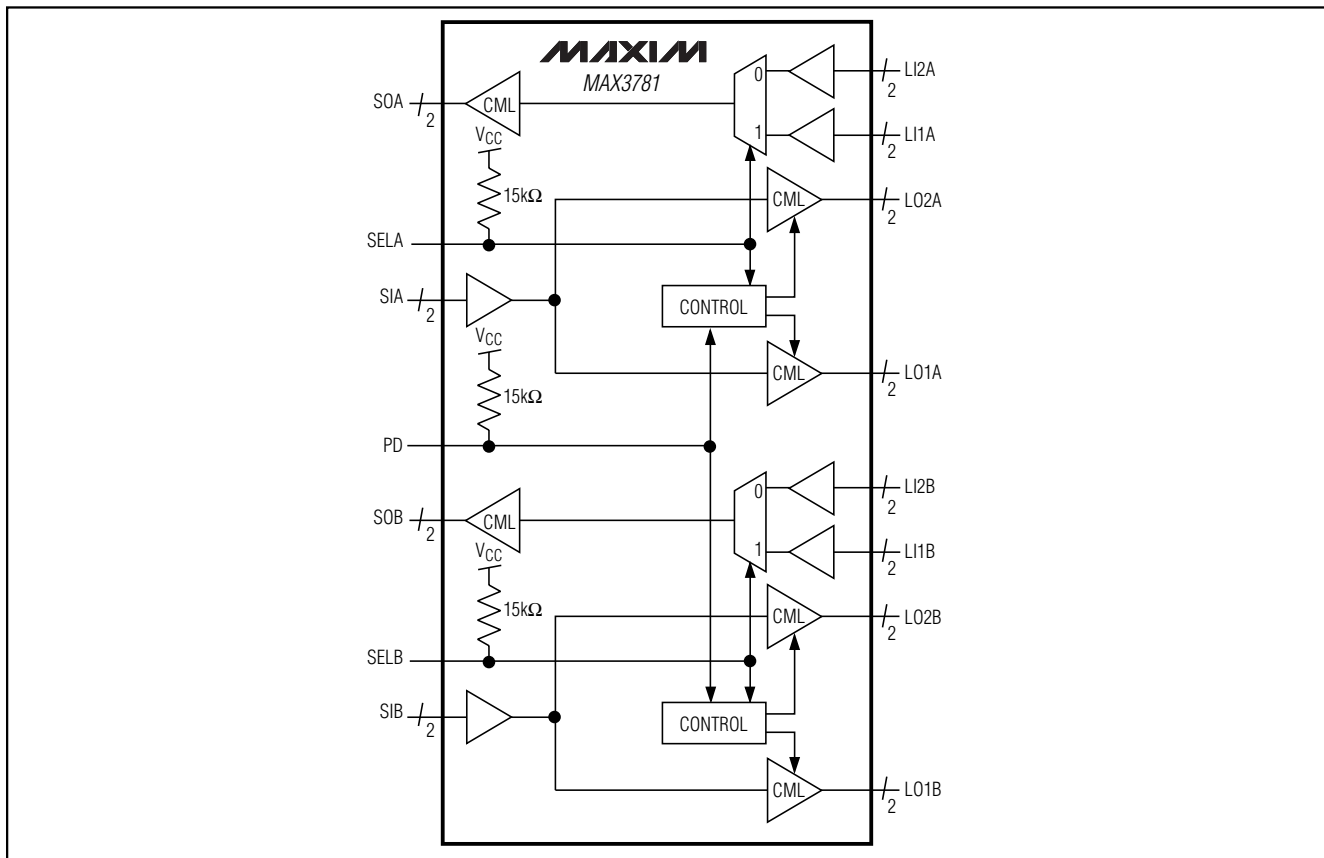 MAXIM
MAX3781
SOA
2
CML
0
1
LI2A
2
LI1A
2
VCC
15kΩ
CML
LO2A
2
SELA
SIA
2
CONTROL
VCC
15kΩ
CML
LO1A
2
PD
SOB
2
CML
0
1
LI2B
2
LI1B
2
VCC
15kΩ
CML
LO2B
2
SELB
SIB
2
CONTROL
CML
LO1B
2